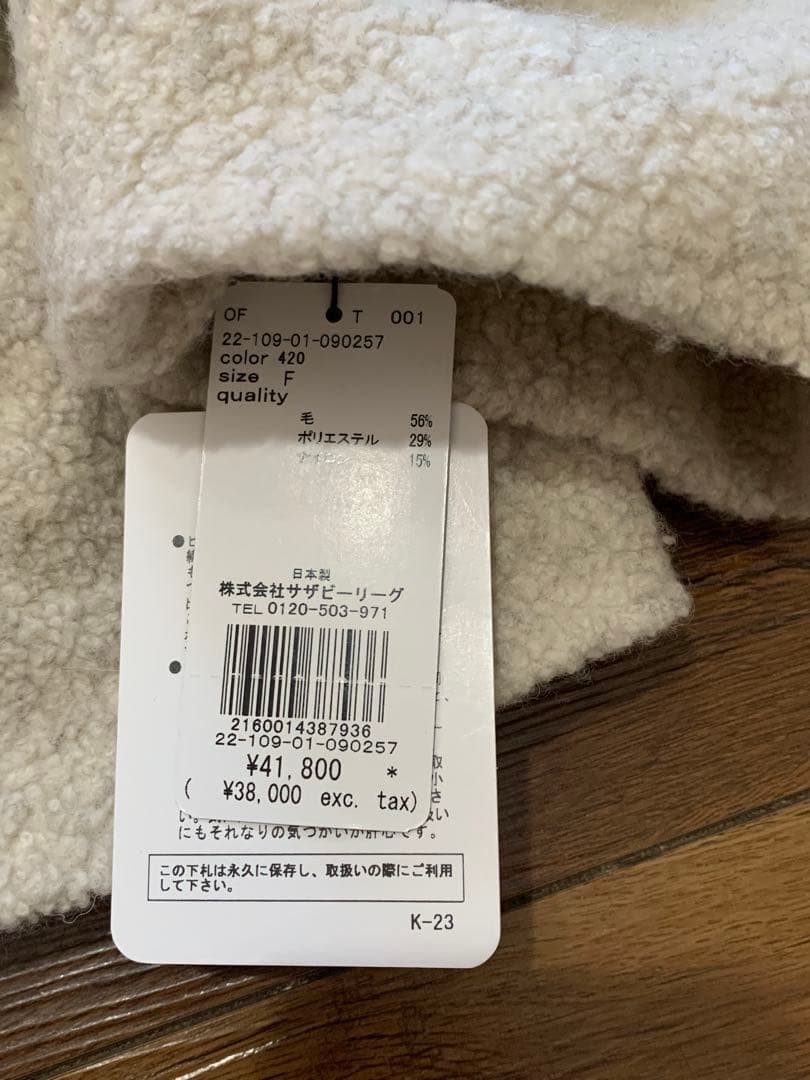 OF T 001
22-109-01-090257
color 420
size F
quality
毛 56%
ポリエステル 29%
ナイロン 15%
日本製
株式会社サザビーリーグ
TEL 0120-503-971
2160014387936
22-109-01-090257
¥41,800 *
( ¥38,000 exc. tax)
にもそれなりの気づかいが肝心です。
この下札は永久に保存し、取扱いの際にご利用
して下さい。
K-23